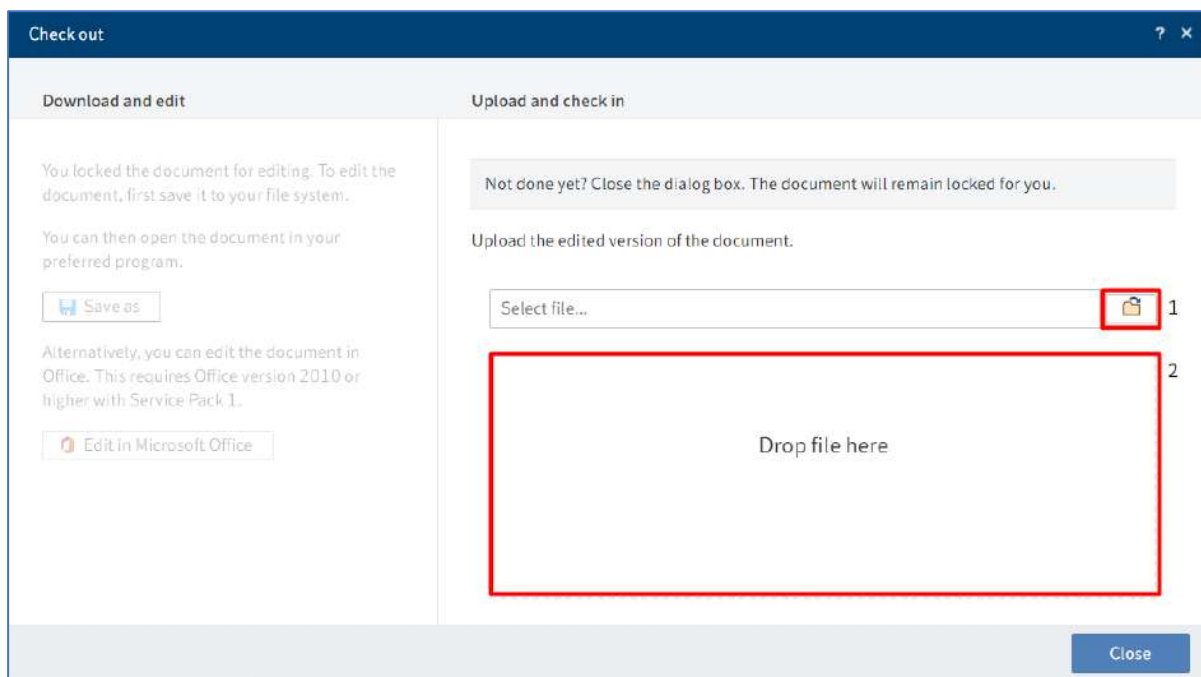 Check out
? ×
Download and edit
You locked the document for editing. To edit the
document, first save it to your file system.
You can then open the document in your
preferred program.
Save as
Alternatively, you can edit the document in
Office. This requires Office version 2010 or
higher with Service Pack 1.
Edit in Microsoft Office
Upload and check in
Not done yet? Close the dialog box. The document will remain locked for you.
Upload the edited version of the document.
Select file...
1
2
Drop file here
Close